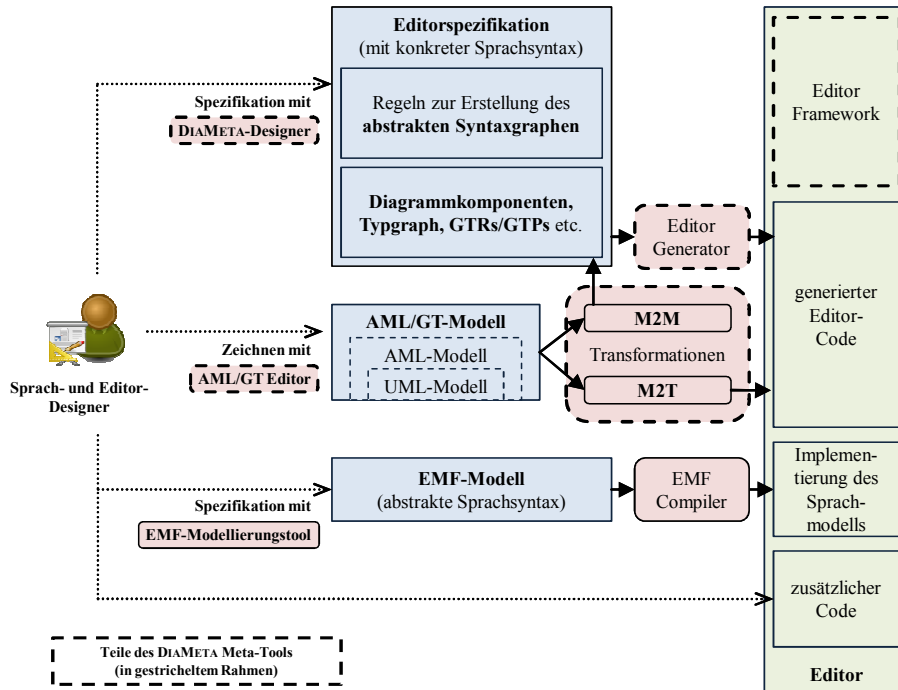 Editorspezifikation
(mit konkreter Sprachsyntax)
Regeln zur Erstellung des
abstrakten Syntaxgraphen
Diagrammkomponenten,
Typgraph, GTRs/GTPs etc.
Spezifikation mit
DIAMETA-Designer
Editor
Framework
Editor
Generator
generierter
Editor-
Code
AML/GT-Modell
AML-Modell
UML-Modell
M2M
Transformationen
M2T
Zeichnen mit
AML/GT Editor
Sprach- und Editor-
Designer
EMF-Modell
(abstrakte Sprachsyntax)
EMF
Compiler
Implemen-
tierung des
Sprach-
modells
Spezifikation mit
EMF-Modellierungstool
zusätzlicher
Code
Teile des DIAMETA Meta-Tools
(in gestricheltem Rahmen)
Editor